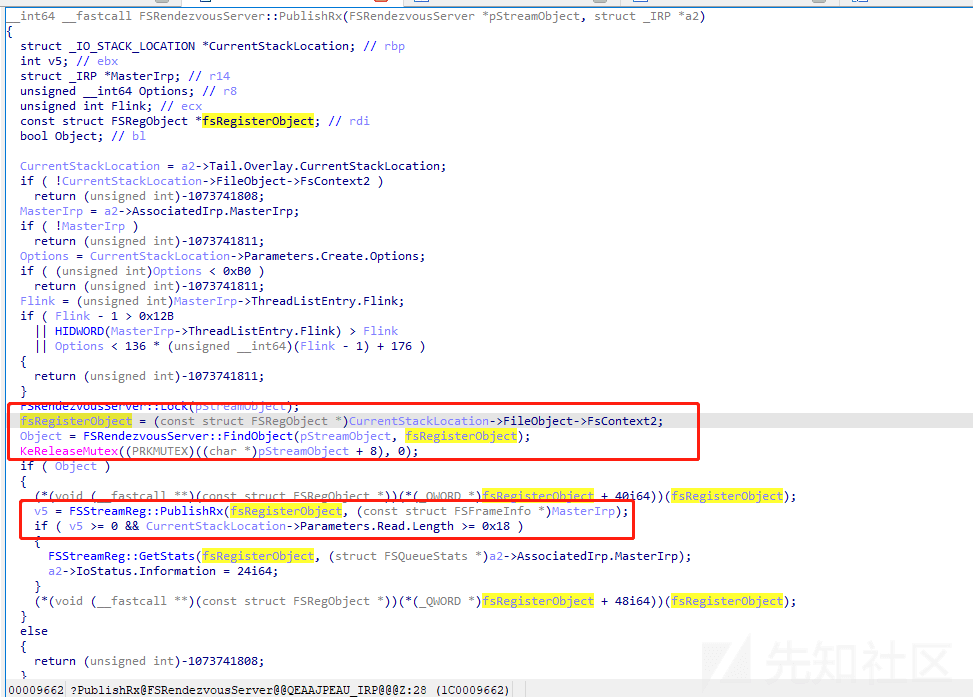 __int64 __fastcall FSRendezvousServer::PublishRx(FSRendezvousServer *pStreamObject, struct _IRP *a2)
{
struct _IO_STACK_LOCATION *CurrentStackLocation; // rbp
int v5; // ebx
struct _IRP *MasterIrp; // r14
unsigned __int64 Options; // r8
unsigned int Flink; // ecx
const struct FSRegObject *fsRegisterObject; // rdi
bool Object; // bl
CurrentStackLocation = a2->Tail.Overlay.CurrentStackLocation;
if ( !CurrentStackLocation->FileObject->FsContext2 )
return (unsigned int)-1073741808;
MasterIrp = a2->AssociatedIrp.MasterIrp;
if ( !MasterIrp )
return (unsigned int)-1073741811;
Options = CurrentStackLocation->Parameters.Create.Options;
if ( (unsigned int)Options < 0xB0 )
return (unsigned int)-1073741811;
Flink = (unsigned int)MasterIrp->ThreadListEntry.Flink;
if ( Flink - 1 > 0x12B
|| HIDWORD(MasterIrp->ThreadListEntry.Flink) > Flink
|| Options < 136 * (unsigned __int64)(Flink - 1) + 176 )
{
return (unsigned int)-1073741811;
}
FSRendezvousServer::Lock(pStreamObject);
fsRegisterObject = (const struct FSRegObject *)CurrentStackLocation->FileObject->FsContext2;
Object = FSRendezvousServer::FindObject(pStreamObject, fsRegisterObject);
KeReleaseMutex((PRKMUTEX)((char *)pStreamObject + 8), 0);
if ( Object )
{
(*(void (__fastcall **)(const struct FSRegObject *))(*(_QWORD *)fsRegisterObject + 40i64))(fsRegisterObject);
v5 = FSStreamReg::PublishRx(fsRegisterObject, (const struct FSFrameInfo *)MasterIrp);
if ( v5 >= 0 && CurrentStackLocation->Parameters.Read.Length >= 0x18 )
{
FSStreamReg::GetStats(fsRegisterObject, (struct FSQueueStats *)a2->AssociatedIrp.MasterIrp);
a2->IoStatus.Information = 24i64;
}
(*(void (__fastcall **)(const struct FSRegObject *))(*(_QWORD *)fsRegisterObject + 48i64))(fsRegisterObject);
}
else
{
return (unsigned int)-1073741808;
}
先知社区
00009662 ?PublishRx@FSRendezvousServer@@QEAAJPEAU_IRP@@@Z:28 (1C0009662)